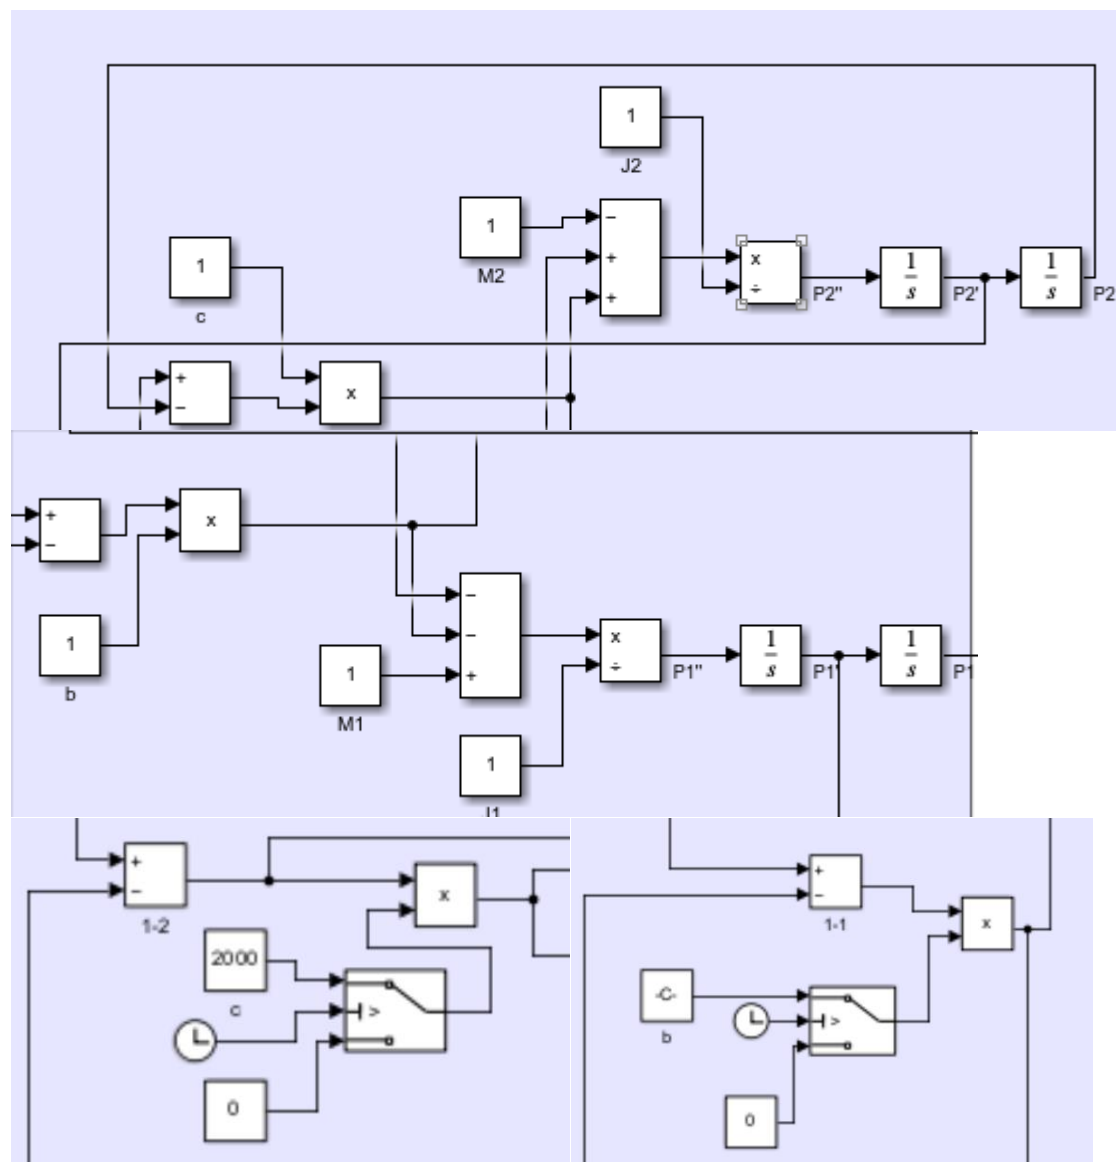 1
J2
1
M2
-
+
+
x
÷
P2"
1
s
P2'
1
s
P2
1
c
+
-
x
+
-
x
1
b
-
-
+
1
M1
x
÷
P1"
1
s
P1'
1
s
P1
1
J1
+
-
1-2
x
2000
c
>
0
+
-
1-1
x
-C-
b
>
0